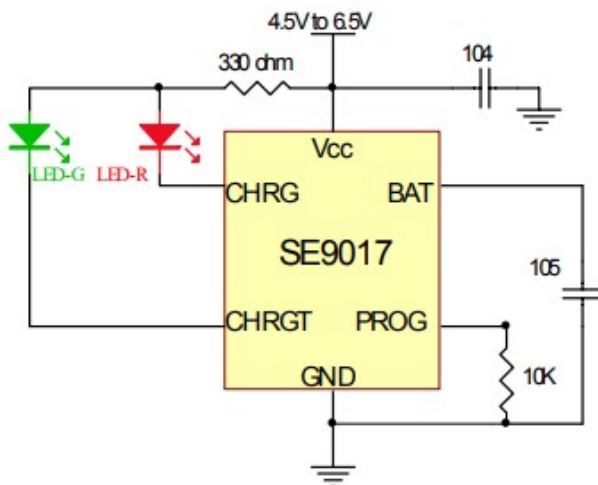 4.5V to 6.5V
330 ohm
104
LED-G
LED-R
Vcc
CHRG
BAT
SE9017
105
CHRGT
PROG
10K
GND